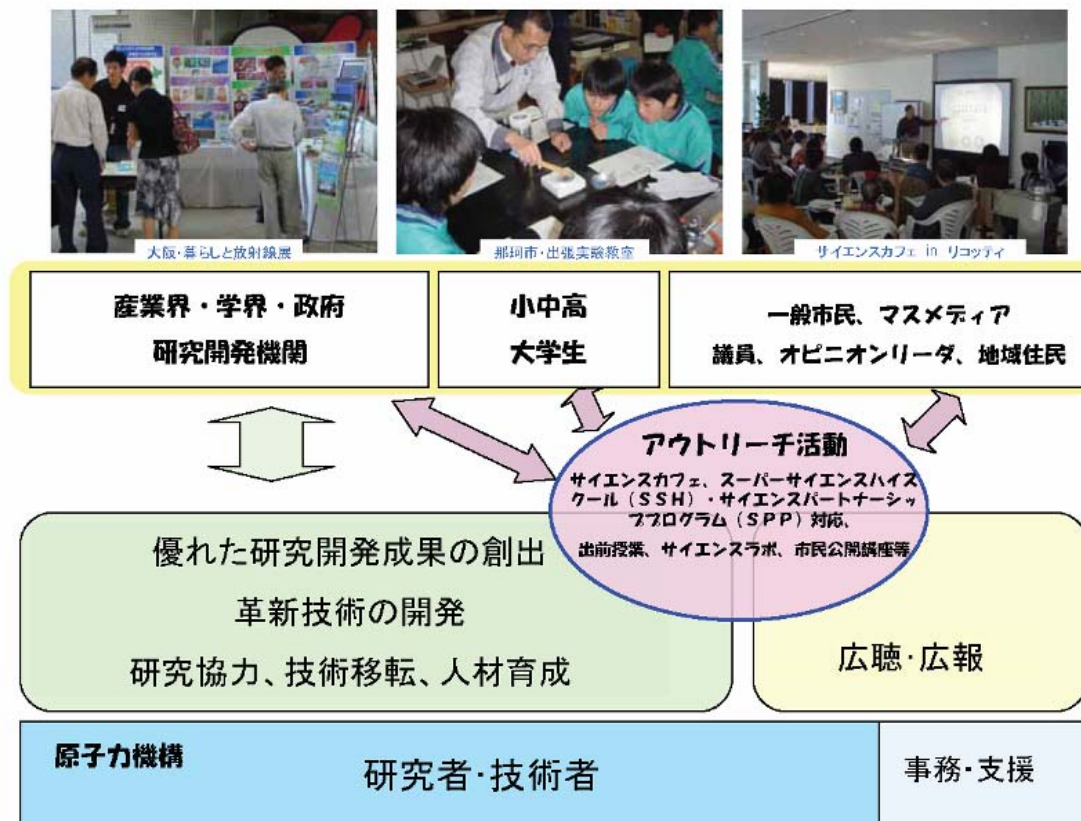 大阪・暮らしと放射線展
那珂市・出張実験教室
サイエンスカフェ in リコッティ
産業界・学界・政府
研究開発機関
小中高
大学生
一般市民、マスメディア
議員、オピニオンリーダ、地域住民
アウトリーチ活動
サイエンスカフェ、スーパーサイエンスハイス
クール(SSH)・サイエンスパートナーシッ
ププログラム(SPP)対応、
出前授業、サイエンスラボ、市民公開講座等
優れた研究開発成果の創出
革新技術の開発
研究協力、技術移転、人材育成
広聴・広報
原子力機構
研究者・技術者
事務・支援